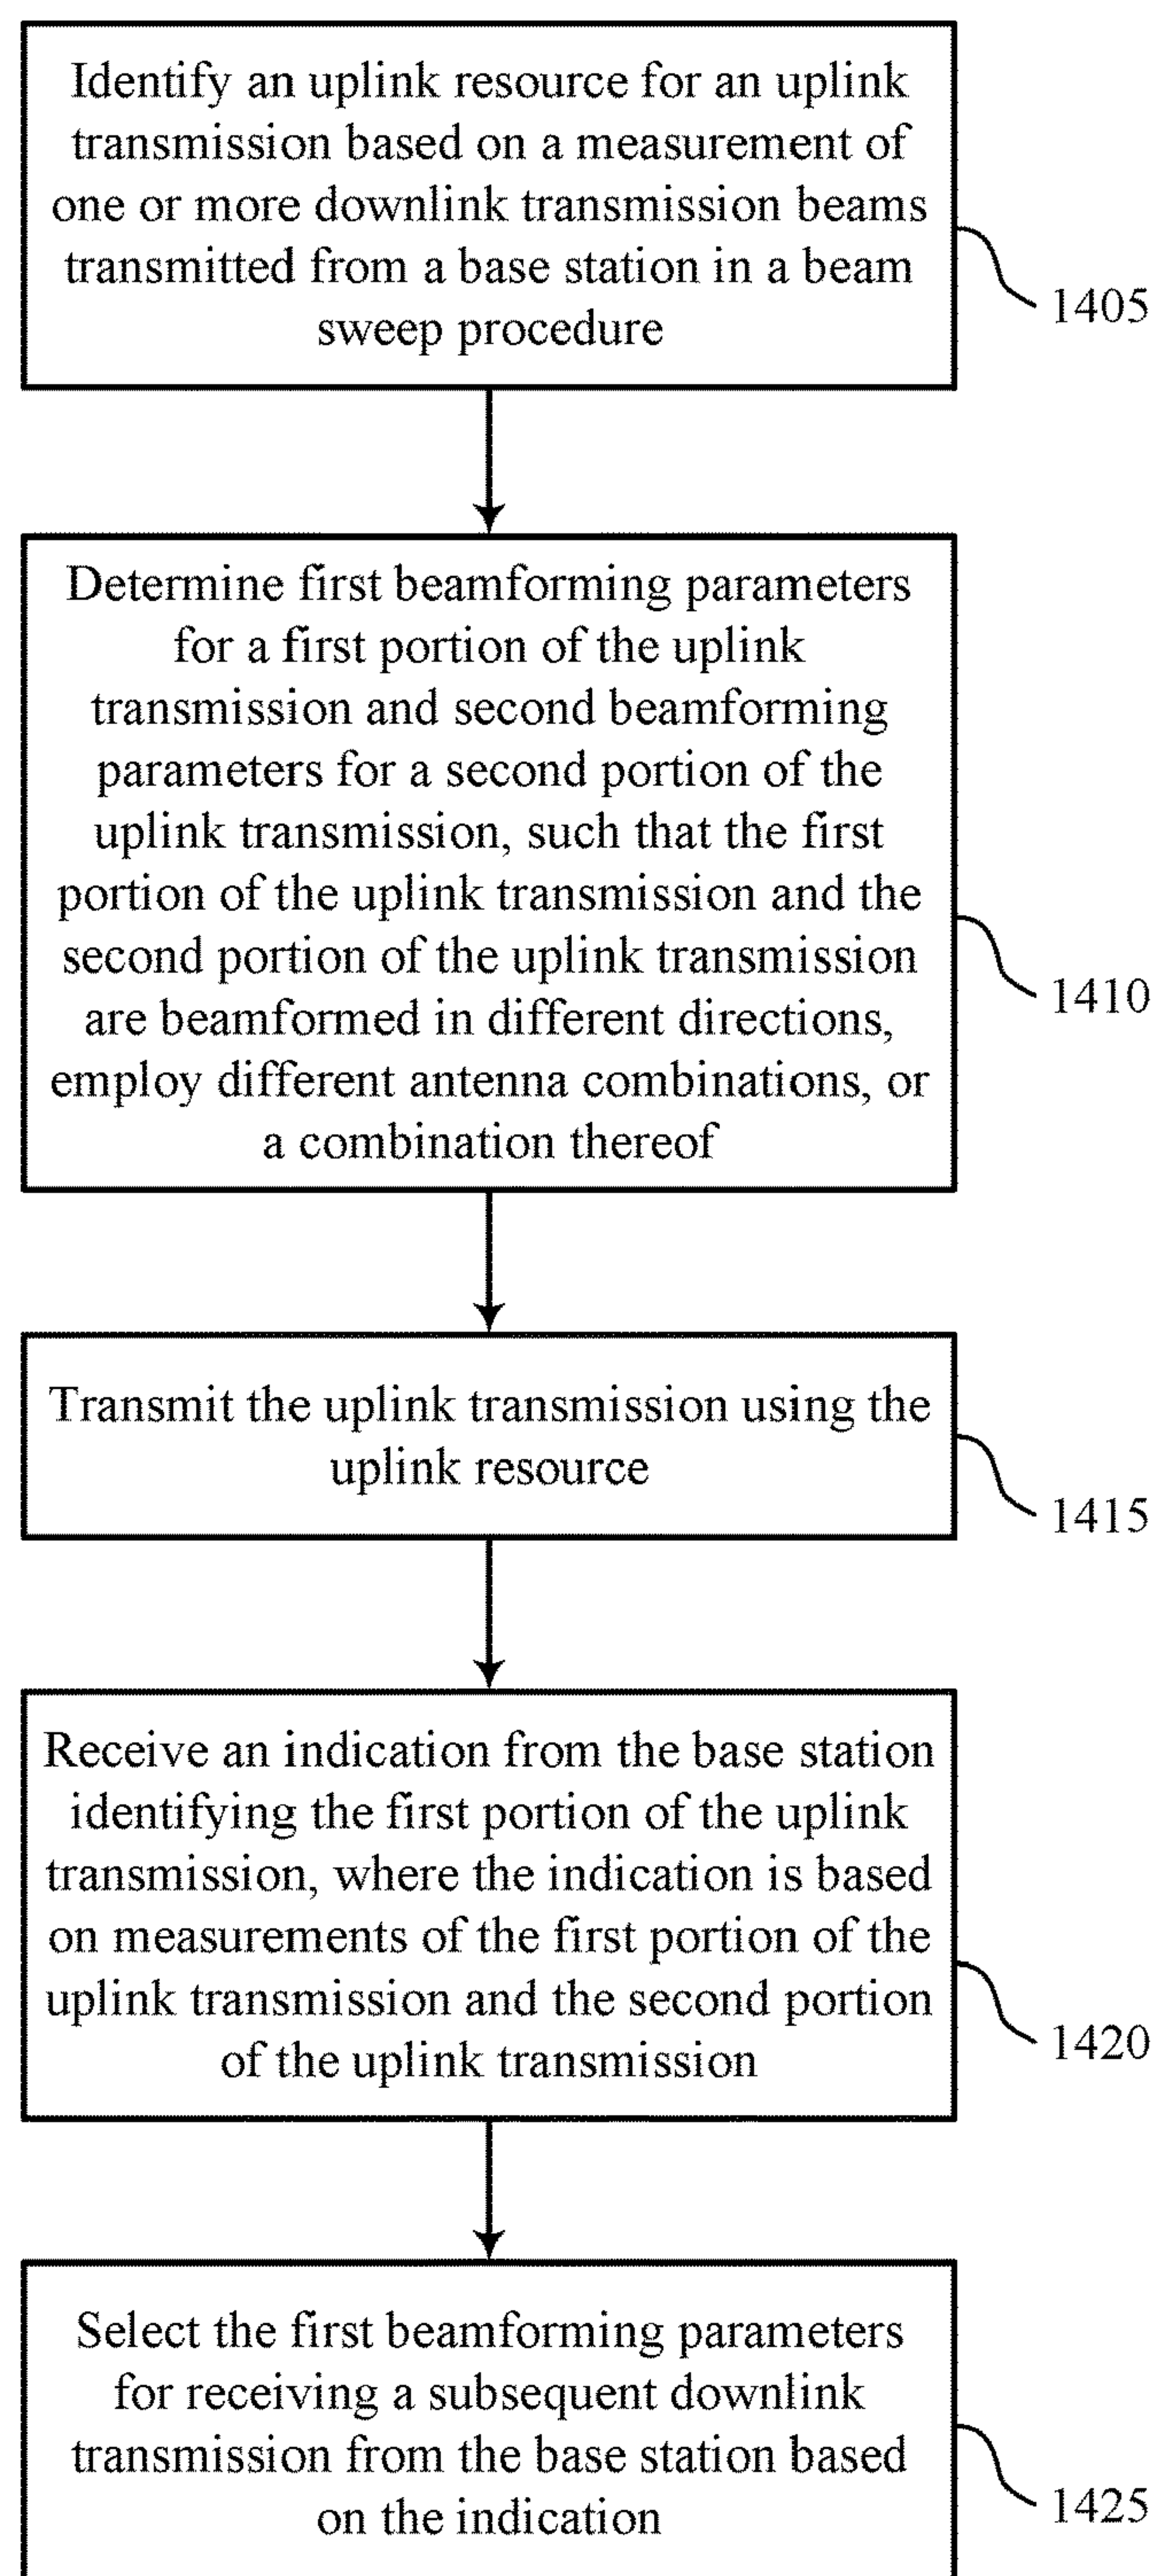 Identify an uplink resource for an uplink
transmission based on a measurement of
one or more downlink transmission beams
transmitted from a base station in a beam
sweep procedure
1405
Determine first beamforming parameters
for a first portion of the uplink
transmission and second beamforming
parameters for a second portion of the
uplink transmission, such that the first
portion of the uplink transmission and the
second portion of the uplink transmission
are beamformed in different directions,
employ different antenna combinations, or
a combination thereof
1410
Transmit the uplink transmission using the
uplink resource
1415
Receive an indication from the base station
identifying the first portion of the uplink
transmission, where the indication is based
on measurements of the first portion of the
uplink transmission and the second portion
of the uplink transmission
1420
Select the first beamforming parameters
for receiving a subsequent downlink
transmission from the base station based
on the indication
1425